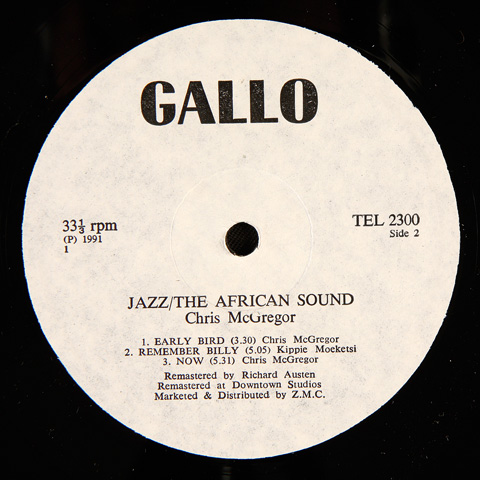 GALLO
33⅓ rpm
(P) 1991
1
TEL 2300
Side 2
JAZZ/THE AFRICAN SOUND
Chris McGregor
1. EARLY BIRD (3.30) Chris McGregor
2. REMEMBER BILLY (5.05) Kippie Moeketsi
3. NOW (5.31) Chris McGregor
Remastered by Richard Austen
Remastered at Downtown Studios
Marketed & Distributed by Z.M.C.